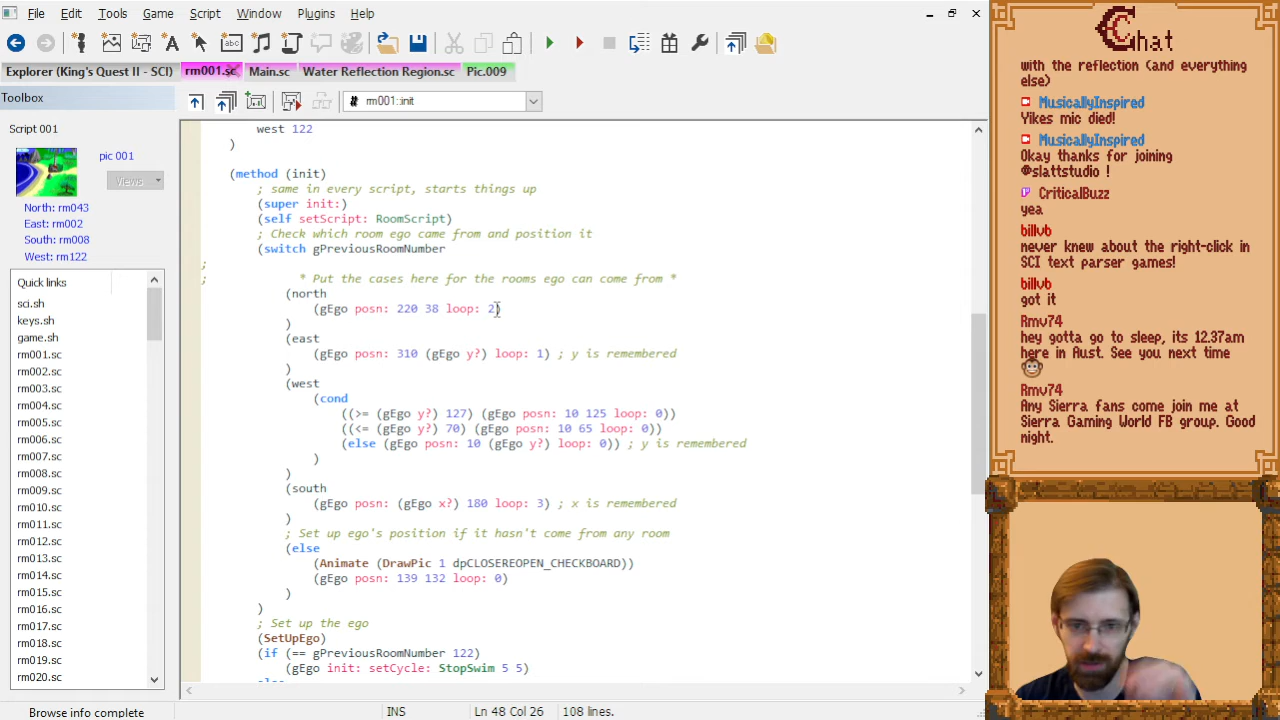 File Edit Tools Game Script Window Plugins Help
Explorer (King's Quest II - SCI) rm001.sc Main.sc Water Reflection Region.sc Pic.009
Toolbox
# rm001::init
Script 001
pic 001
Views
North: rm043
East: rm002
South: rm008
West: rm122
Quick links
sci.sh
keys.sh
game.sh
rm001.sc
rm002.sc
rm003.sc
rm004.sc
rm005.sc
rm006.sc
rm007.sc
rm008.sc
rm009.sc
rm010.sc
rm011.sc
rm012.sc
rm013.sc
rm014.sc
rm015.sc
rm016.sc
rm017.sc
rm018.sc
rm019.sc
rm020.sc
west 122
)
(method (init)
; same in every script, starts things up
(super init:)
(self setScript: RoomScript)
; Check which room ego came from and position it
(switch gPreviousRoomNumber
;
; * Put the cases here for the rooms ego can come from *
(north
(gEgo posn: 220 38 loop: 2)
)
(east
(gEgo posn: 310 (gEgo y?) loop: 1) ; y is remembered
)
(west
(cond
((>= (gEgo y?) 127) (gEgo posn: 10 125 loop: 0))
((<= (gEgo y?) 70) (gEgo posn: 10 65 loop: 0))
(else (gEgo posn: 10 (gEgo y?) loop: 0)) ; y is remembered
)
)
(south
(gEgo posn: (gEgo x?) 180 loop: 3) ; x is remembered
)
; Set up ego's position if it hasn't come from any room
(else
(Animate (DrawPic 1 dpCLOSEREOPEN_CHECKBOARD))
(gEgo posn: 139 132 loop: 0)
)
)
; Set up the ego
(SetUpEgo)
(if (== gPreviousRoomNumber 122)
(gEgo init: setCycle: StopSwim 5 5)
Browse info complete INS Ln 48 Col 26 108 lines.
Chat
with the reflection (and everything
else)
MusicallyInspired
Yikes mic died!
MusicallyInspired
Okay thanks for joining
@slattstudio !
CriticalBuzz
yea
billvb
never knew about the right-click in
SCI text parser games!
billvb
got it
Rmv74
hey gotta go to sleep, its 12.37am
here in Aust. See you next time
Rmv74
Any Sierra fans come join me at
Sierra Gaming World FB group. Good
night.